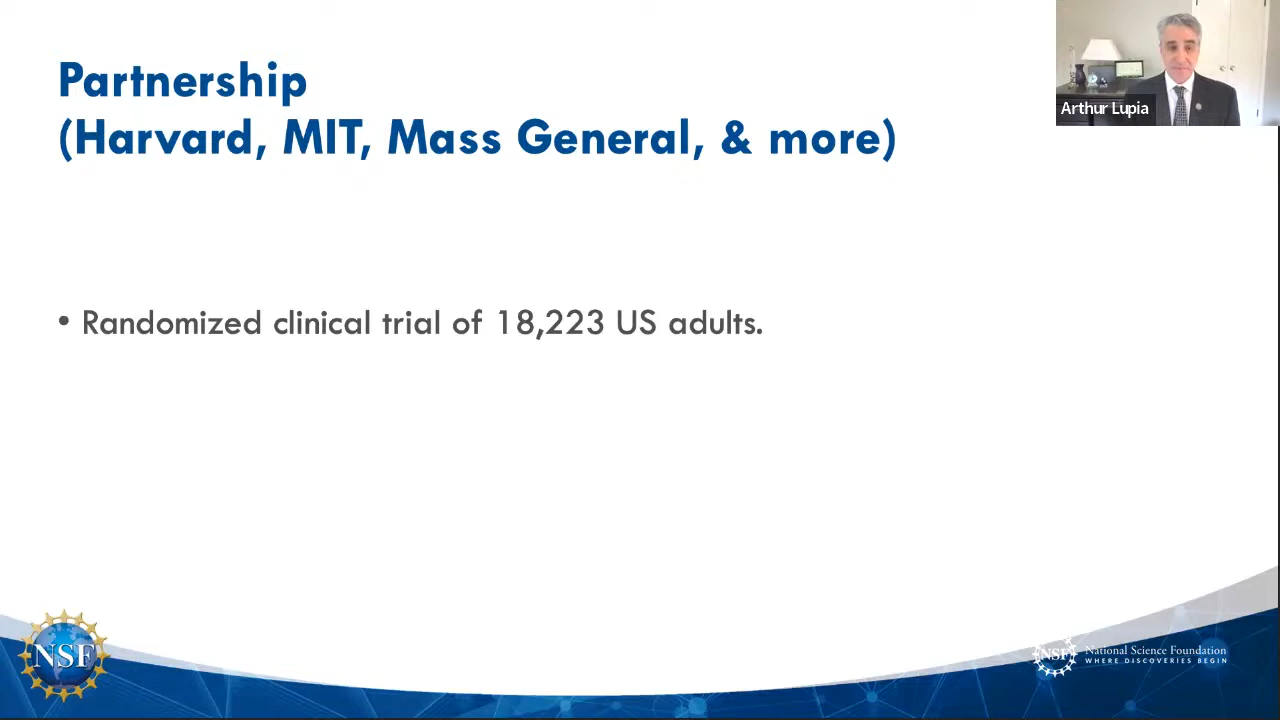 Partnership
(Harvard, MIT, Mass General, & more)
Arthur Lupia
• Randomized clinical trial of 18,223 US adults.
NSF
NSF
National Science Foundation
WHERE DISCOVERIES BEGIN